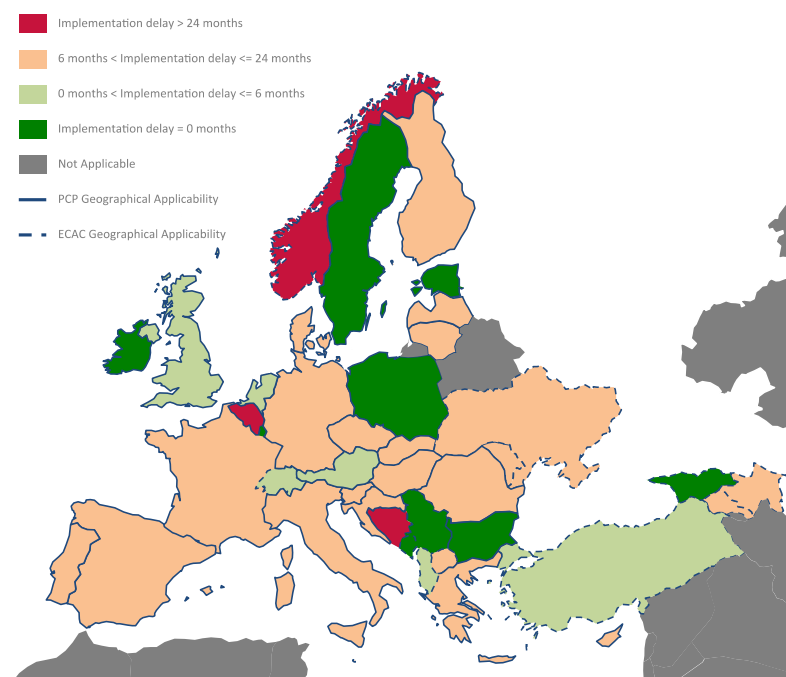 Implementation delay > 24 months
6 months < Implementation delay <= 24 months
0 months < Implementation delay <= 6 months
Implementation delay = 0 months
Not Applicable
PCP Geographical Applicability
ECAC Geographical Applicability